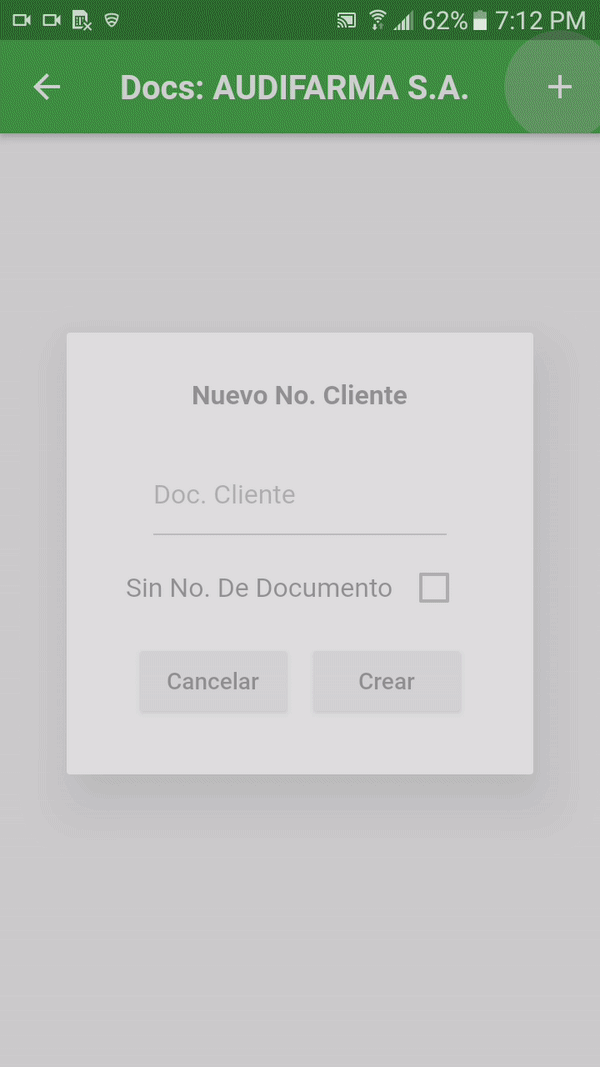 62% 7:12 PM
Docs: AUDIFARMA S.A.
Nuevo No. Cliente
Doc. Cliente
Sin No. De Documento
Cancelar Crear